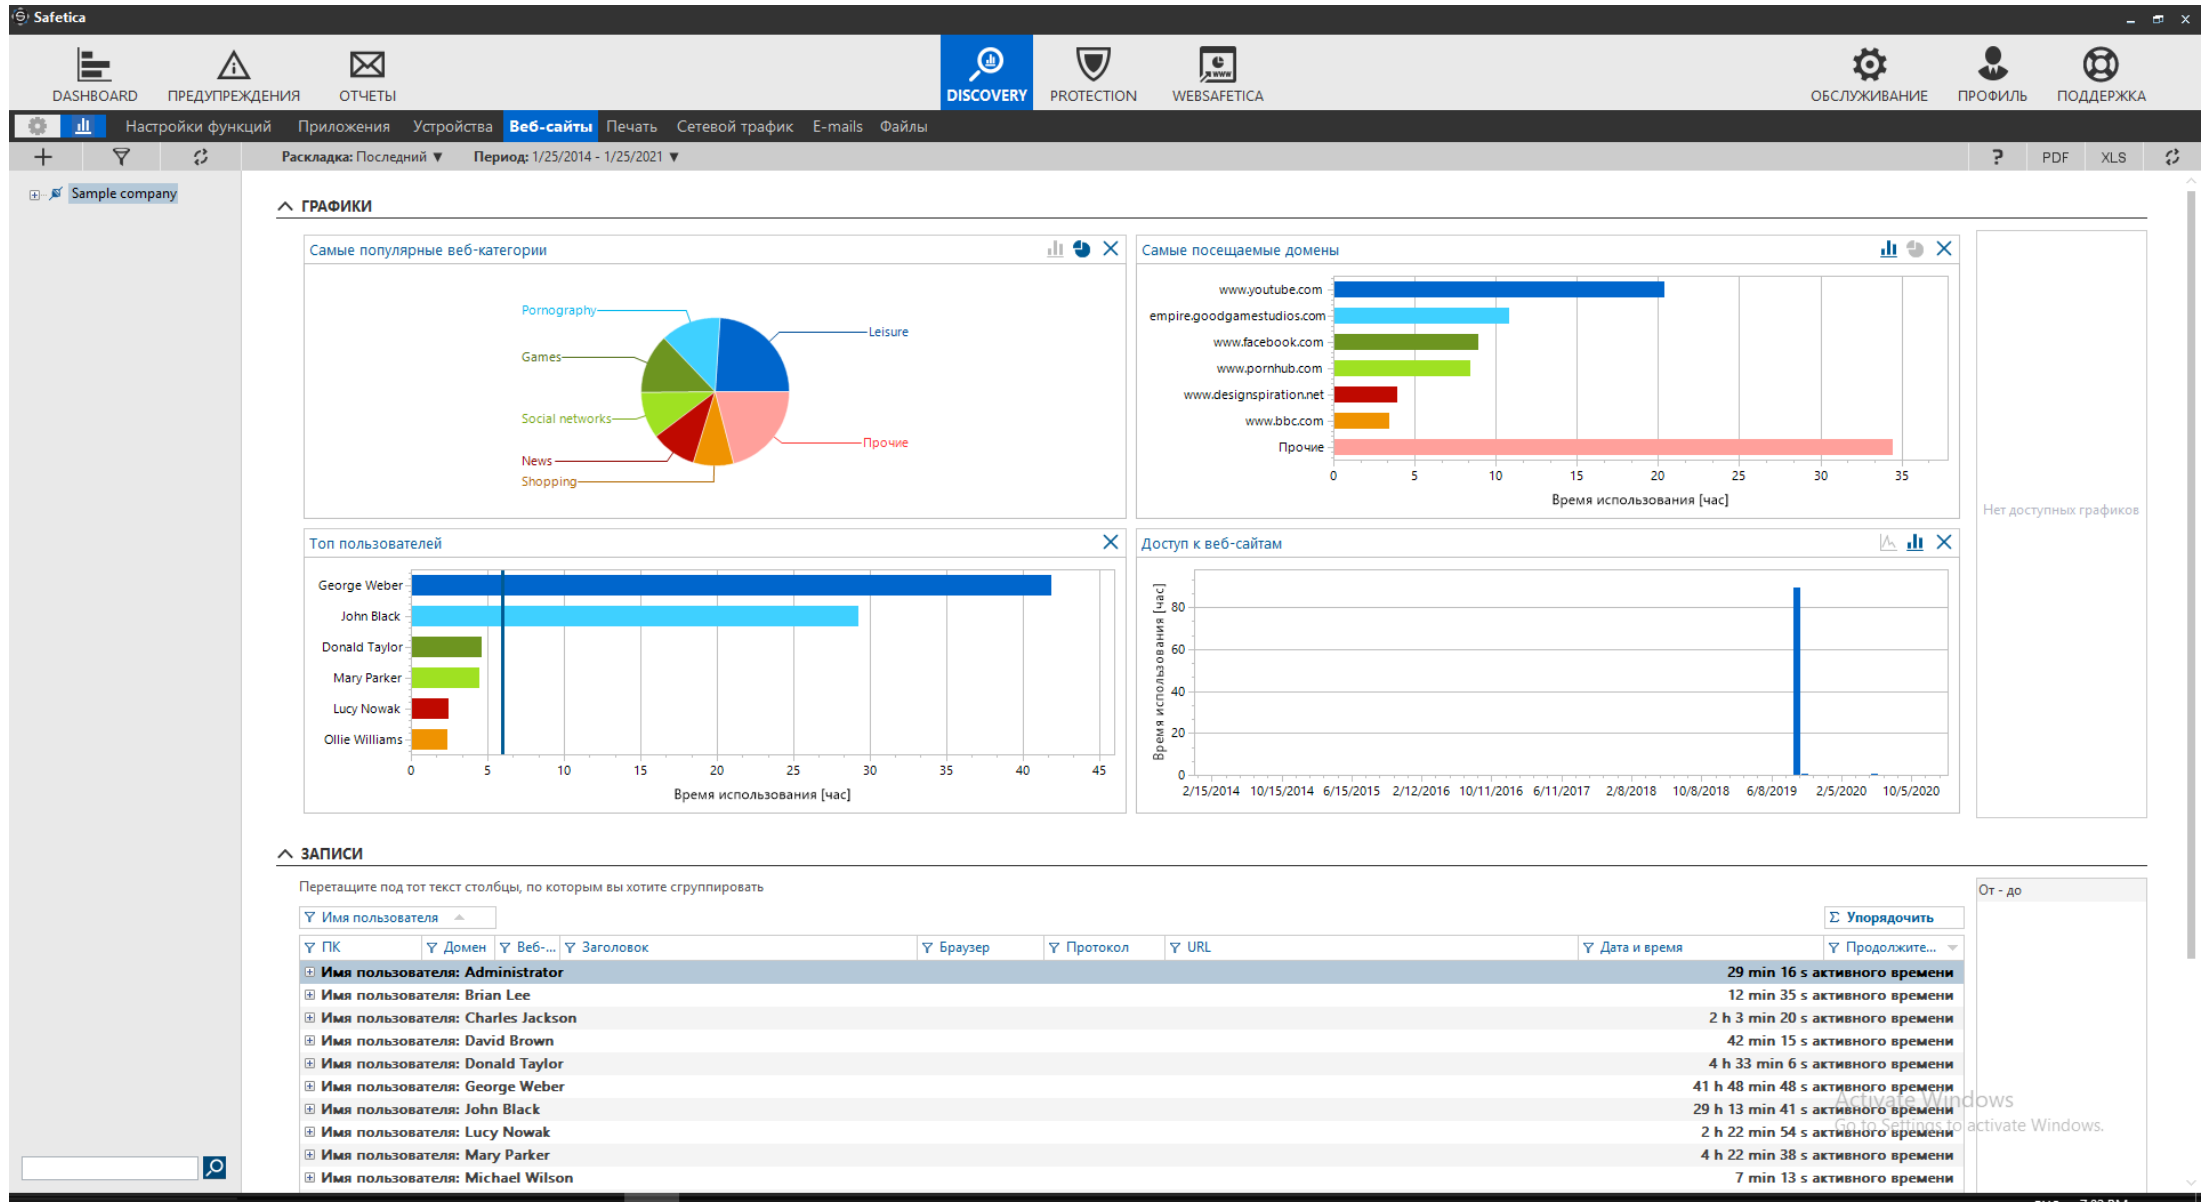 Safetica
DASHBOARD ПРЕДУПРЕЖДЕНИЯ ОТЧЕТЫ DISCOVERY PROTECTION WEBSAFETICA ОБСЛУЖИВАНИЕ ПРОФИЛЬ ПОДДЕРЖКА
Настройки функций Приложения Устройства Веб-сайты Печать Сетевой трафик E-mails Файлы
Раскладка: Последний ▼ Период: 1/25/2014 - 1/25/2021 ▼ ? PDF XLS
Sample company
ГРАФИКИ
Самые популярные веб-категории
Pornography
Leisure
Games
Social networks
Прочие
News
Shopping
Самые посещаемые домены
www.youtube.com
empire.goodgamestudios.com
www.facebook.com
www.pornhub.com
www.designspiration.net
www.bbc.com
Прочие
0 5 10 15 20 25 30 35
Время использования [час]
Нет доступных графиков
Топ пользователей
George Weber
John Black
Donald Taylor
Mary Parker
Lucy Nowak
Ollie Williams
0 5 10 15 20 25 30 35 40 45
Время использования [час]
Доступ к веб-сайтам
Время использования [час]
80
60
40
20
0
2/15/2014 10/15/2014 6/15/2015 2/12/2016 10/11/2016 6/11/2017 2/8/2018 10/8/2018 6/8/2019 2/5/2020 10/5/2020
ЗАПИСИ
Перетащите под тот текст столбцы, по которым вы хотите сгруппировать
От - до
Имя пользователя
Σ Упорядочить
ПК Домен Веб-... Заголовок Браузер Протокол URL Дата и время Продолжите...
Имя пользователя: Administrator 29 min 16 s активного времени
Имя пользователя: Brian Lee 12 min 35 s активного времени
Имя пользователя: Charles Jackson 2 h 3 min 20 s активного времени
Имя пользователя: David Brown 42 min 15 s активного времени
Имя пользователя: Donald Taylor 4 h 33 min 6 s активного времени
Имя пользователя: George Weber 41 h 48 min 48 s активного времени
Имя пользователя: John Black 29 h 13 min 41 s активного времени
Имя пользователя: Lucy Nowak 2 h 22 min 54 s активного времени
Имя пользователя: Mary Parker 4 h 22 min 38 s активного времени
Имя пользователя: Michael Wilson 7 min 13 s активного времени
Activate Windows
Go to Settings to activate Windows.